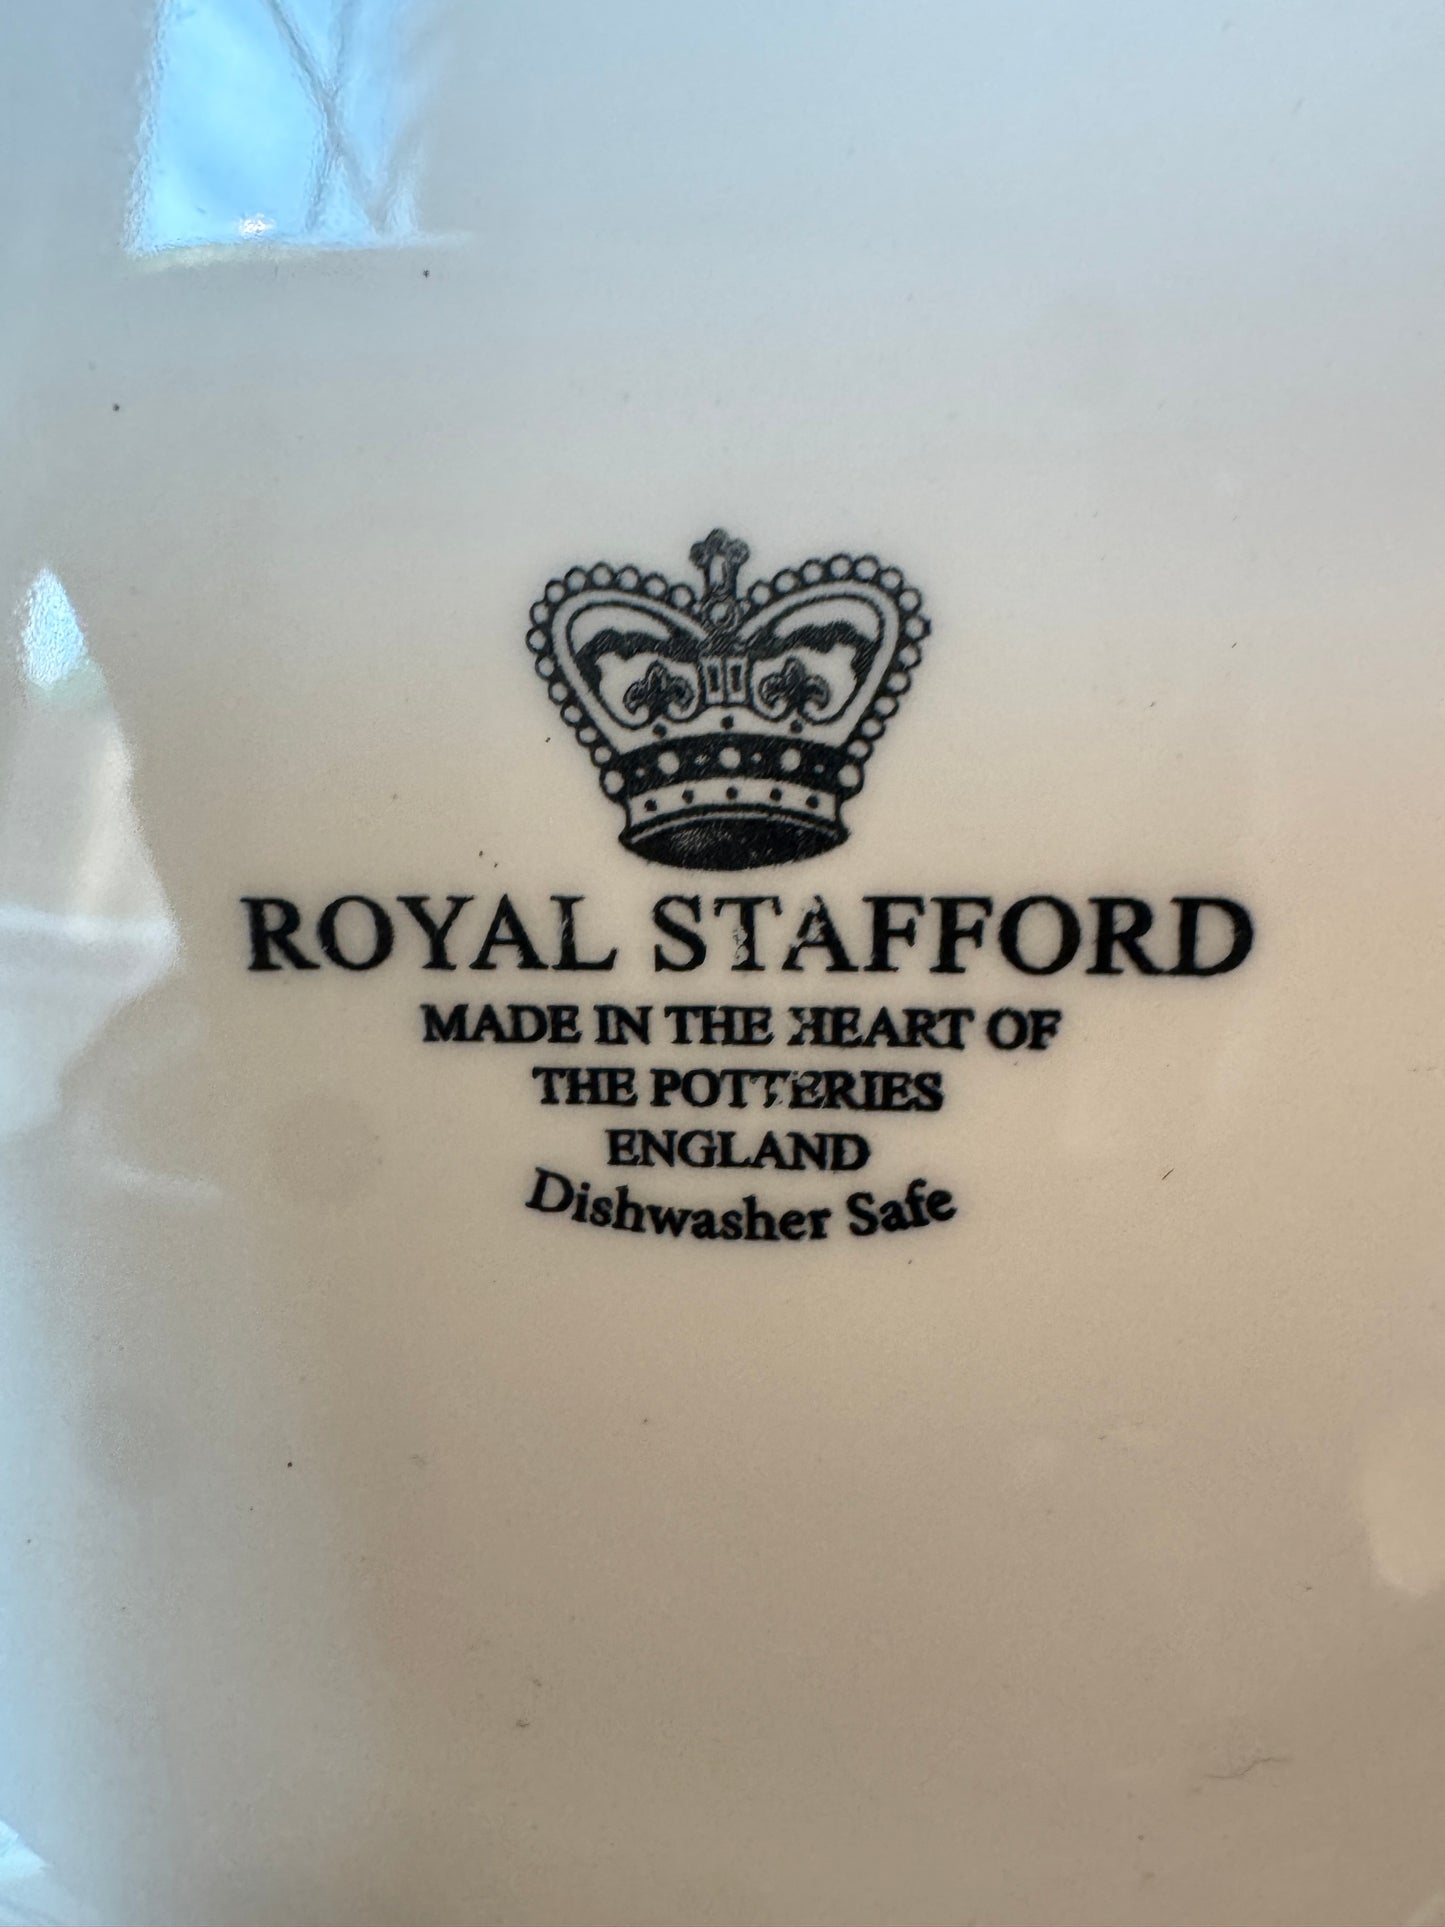 ROYAL STAFFORD
MADE IN THE HEART OF
THE POTTERIES
ENGLAND
Dishwasher Safe